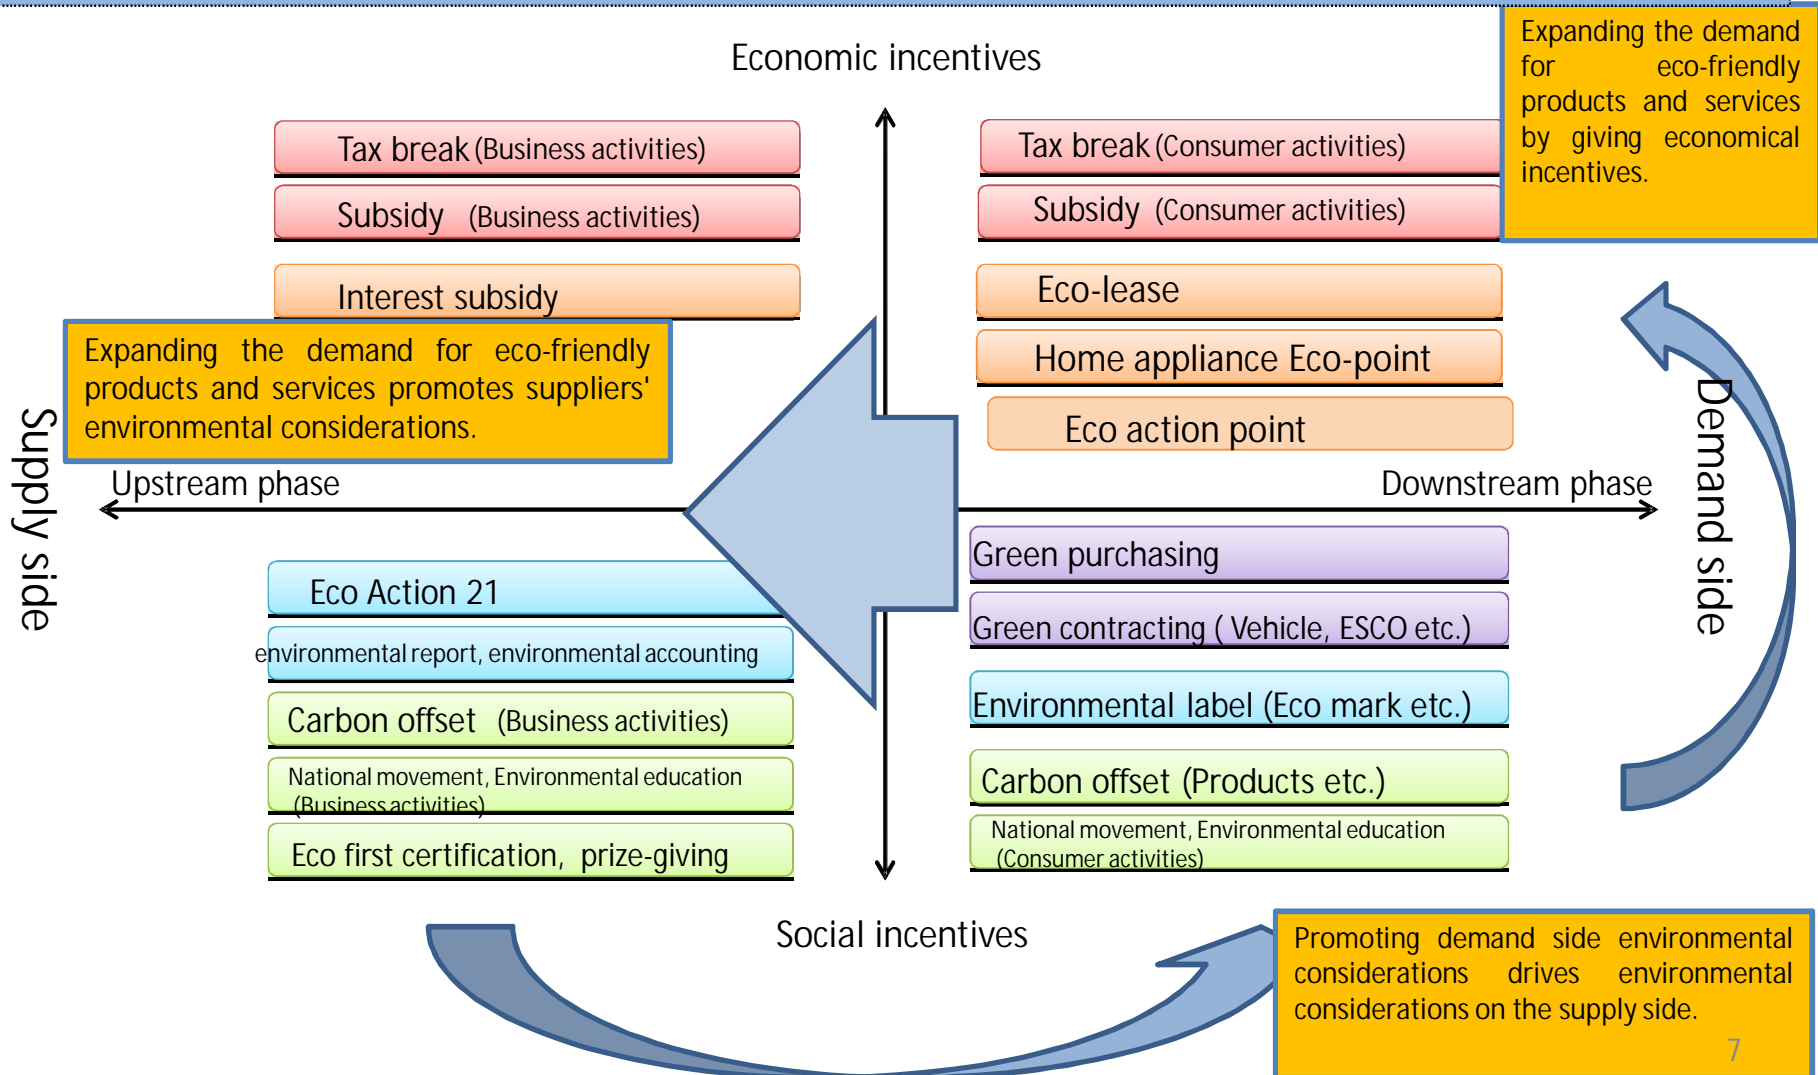 Economic incentives
Expanding the demand
for eco-friendly
products and services
by giving economical
incentives.
Tax break (Business activities)
Subsidy (Business activities)
Interest subsidy
Tax break (Consumer activities)
Subsidy (Consumer activities)
Eco-lease
Home appliance Eco-point
Eco action point
Expanding the demand for eco-friendly
products and services promotes suppliers'
environmental considerations.
Supply side
Upstream phase
Downstream phase
Demand side
Eco Action 21
environmental report, environmental accounting
Carbon offset (Business activities)
National movement, Environmental education
(Business activities)
Eco first certification, prize-giving
Green purchasing
Green contracting ( Vehicle, ESCO etc.)
Environmental label (Eco mark etc.)
Carbon offset (Products etc.)
National movement, Environmental education
(Consumer activities)
Social incentives
Promoting demand side environmental
considerations drives environmental
considerations on the supply side.
7